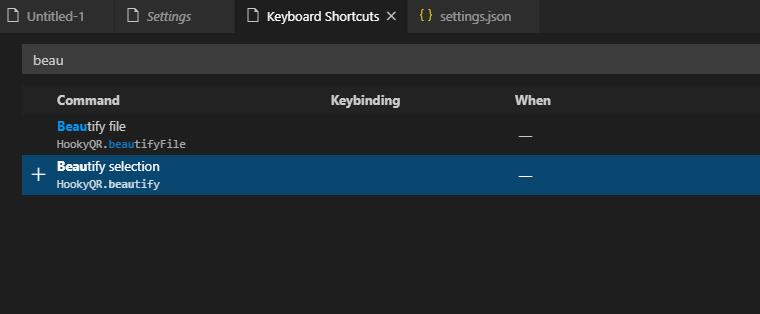 Untitled-1 Settings Keyboard Shortcuts settings.json
beau
Command Keybinding When
Beautify file
HookyQR.beautifyFile
—
Beautify selection
HookyQR.beautify
—